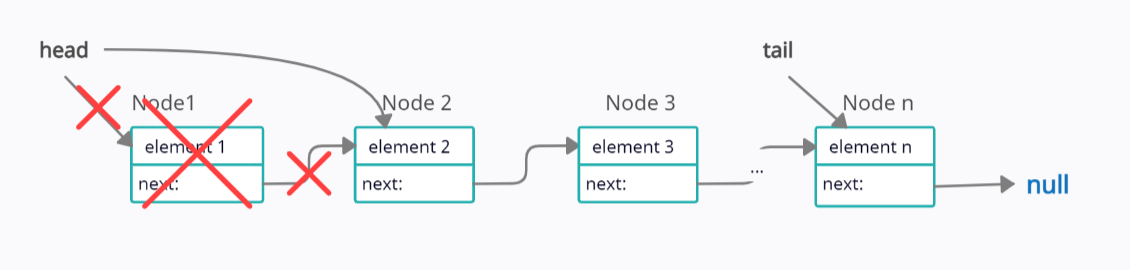 head
tail
Node1
Node 2
Node 3
Node n
element 1
element 2
element 3
element n
next:
next:
next:
...
next:
null